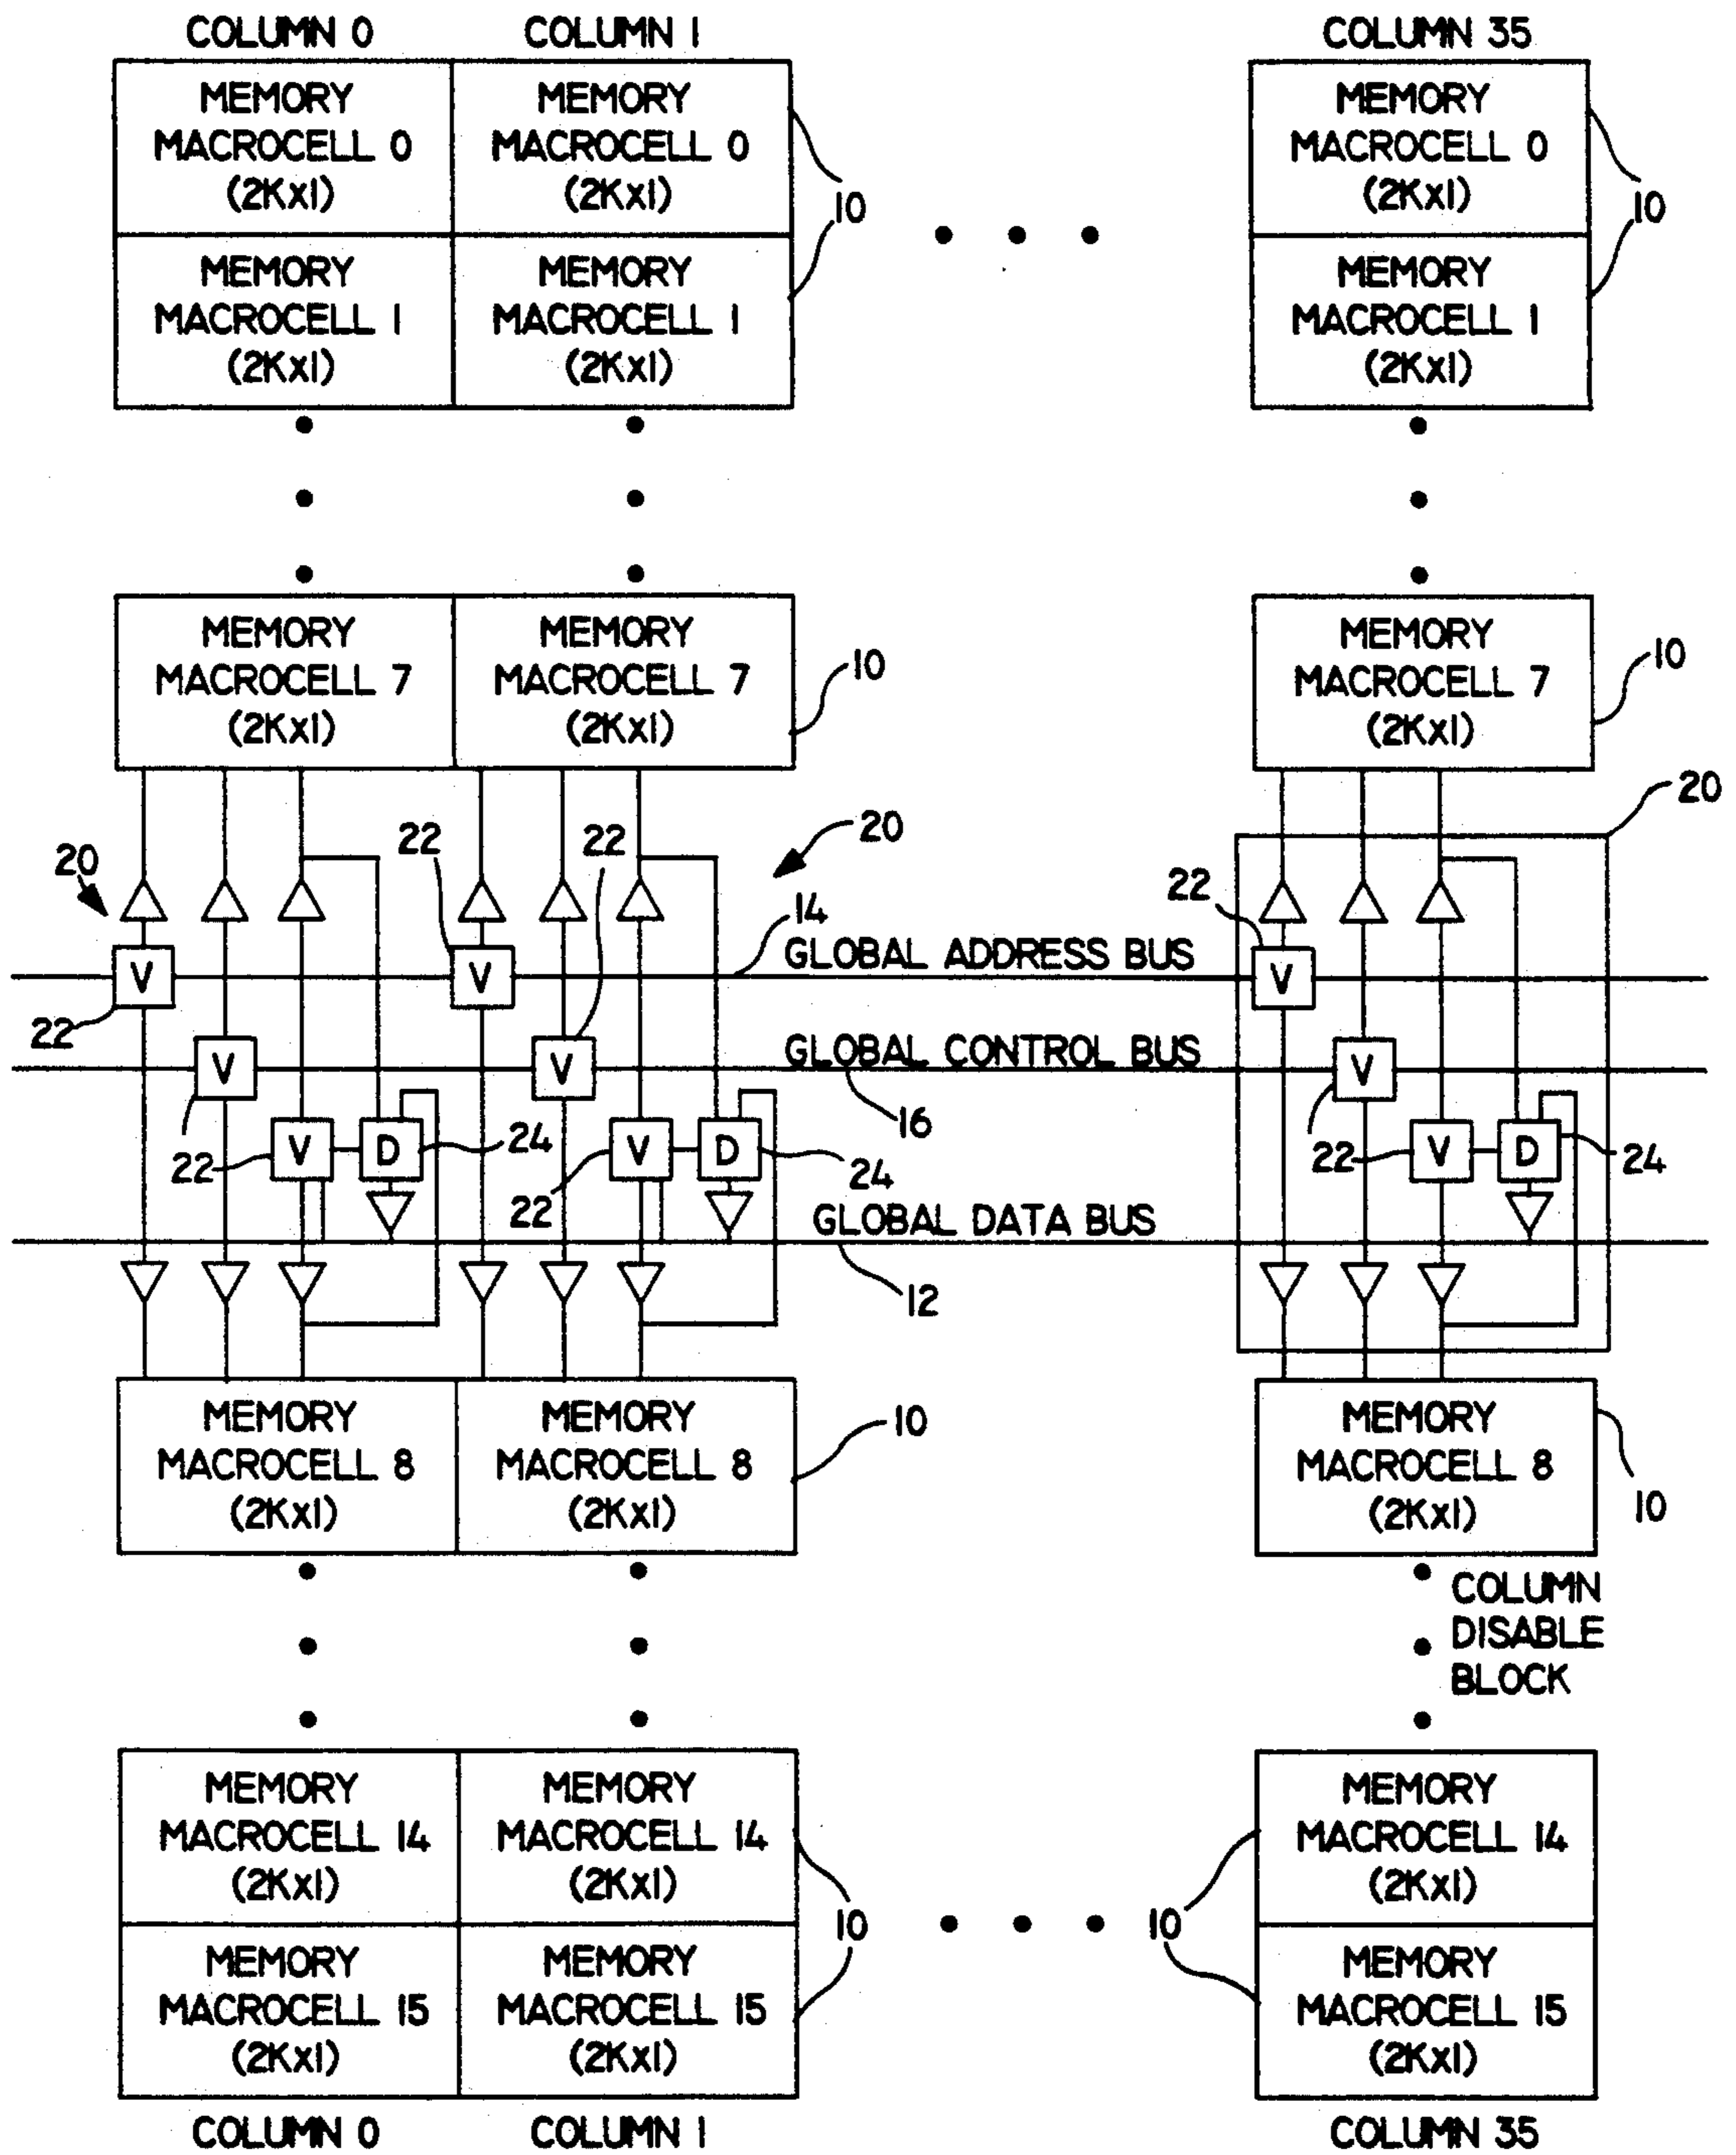 COLUMN 0 COLUMN 1 COLUMN 35
MEMORY MACROCELL 0 (2Kx1)
MEMORY MACROCELL 0 (2Kx1)
10
MEMORY MACROCELL 0 (2Kx1)
10
MEMORY MACROCELL 1 (2Kx1)
MEMORY MACROCELL 1 (2Kx1)
MEMORY MACROCELL 1 (2Kx1)
MEMORY MACROCELL 7 (2Kx1)
MEMORY MACROCELL 7 (2Kx1)
10
MEMORY MACROCELL 7 (2Kx1)
10
20
22
22
20
20
22
14
V
V
GLOBAL ADDRESS BUS
V
22
V
V
GLOBAL CONTROL BUS
V
22
16
22
22
V
D
24
22
V
D
24
22
V
D
24
GLOBAL DATA BUS
12
MEMORY MACROCELL 8 (2Kx1)
MEMORY MACROCELL 8 (2Kx1)
10
MEMORY MACROCELL 8 (2Kx1)
10
COLUMN
DISABLE
BLOCK
MEMORY MACROCELL 14 (2Kx1)
MEMORY MACROCELL 14 (2Kx1)
10
10
MEMORY MACROCELL 14 (2Kx1)
MEMORY MACROCELL 15 (2Kx1)
MEMORY MACROCELL 15 (2Kx1)
MEMORY MACROCELL 15 (2Kx1)
COLUMN 0 COLUMN 1 COLUMN 35